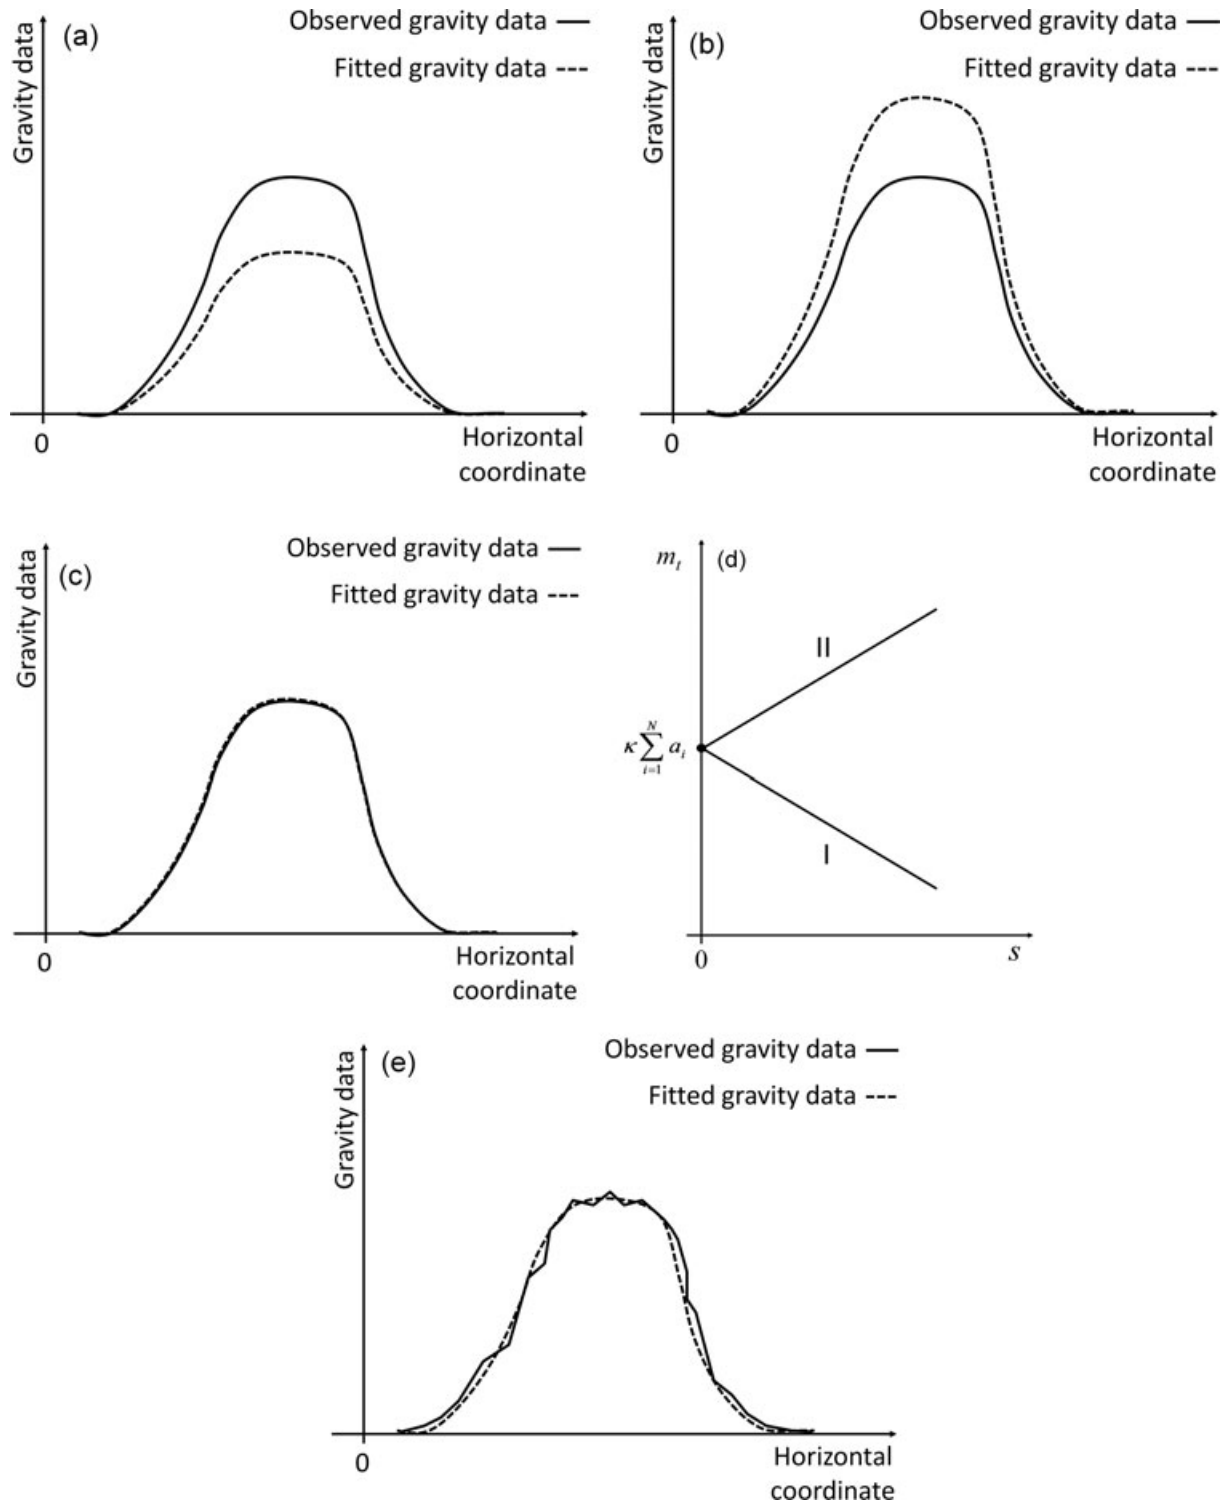 (a)
Observed gravity data
Fitted gravity data
Gravity data
0
Horizontal
coordinate
(b)
Observed gravity data
Fitted gravity data
Gravity data
0
Horizontal
coordinate
(c)
Observed gravity data
Fitted gravity data
Gravity data
0
Horizontal
coordinate
(d)
m_t
II
κ∑_{i=1}^{N} a_i
I
0
s
(e)
Observed gravity data
Fitted gravity data
Gravity data
0
Horizontal
coordinate